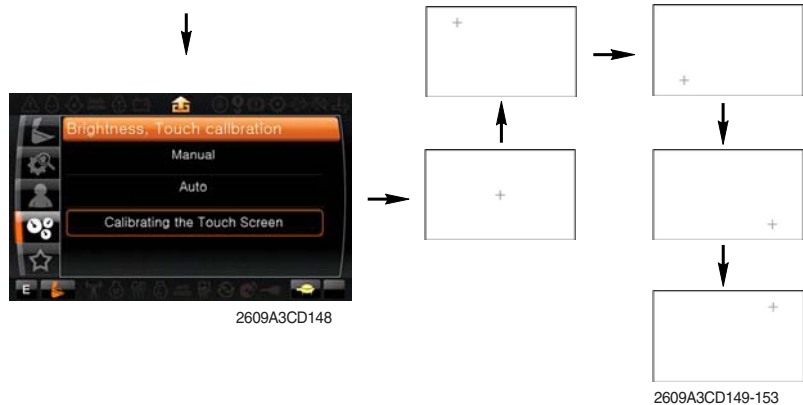 Brightness, Touch callbration
Manual
Auto
Calibrating the Touch Screen
E
2609A3CD148
2609A3CD149-153